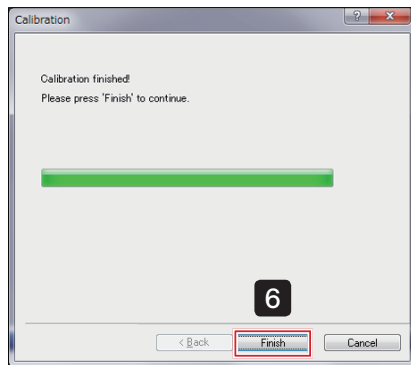 Calibration
Calibration finished!
Please press 'Finish' to continue.
6
< Back Finish Cancel